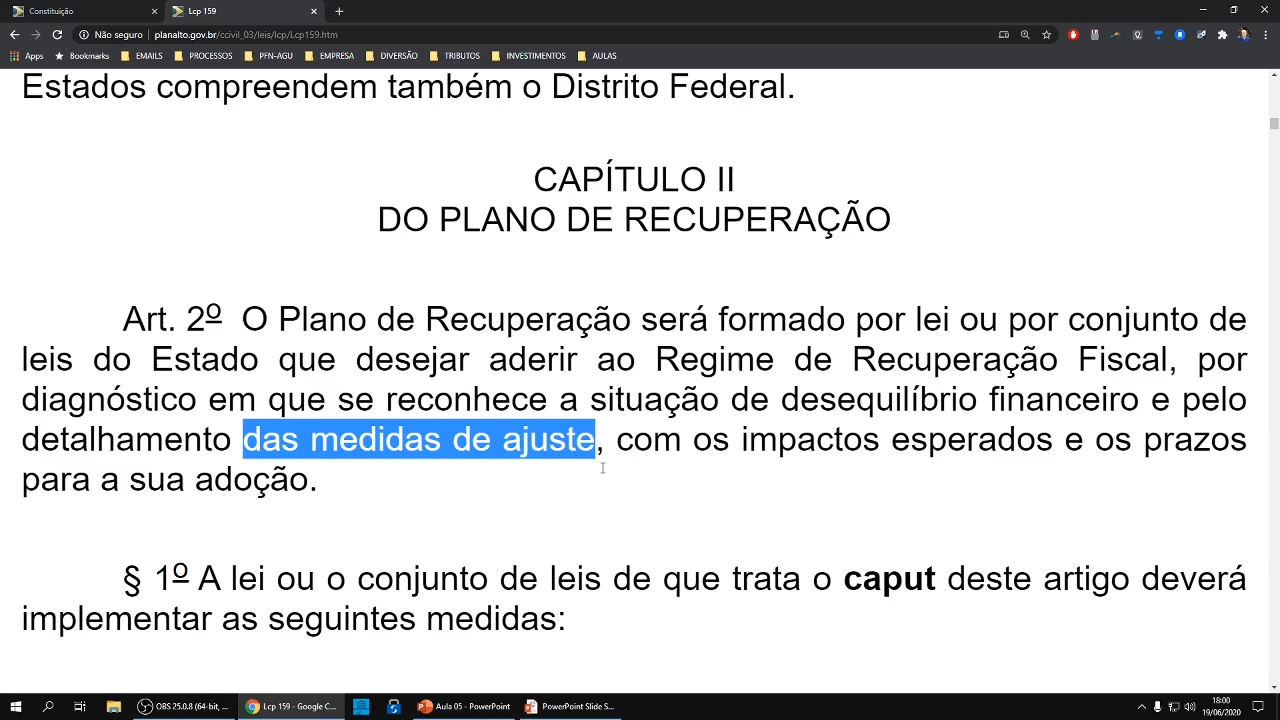 Constituição
Lcp 159
Não seguro | planalto.gov.br/ccivil_03/leis/lcp/Lcp159.htm
Apps Bookmarks EMAILS PROCESSOS PFN-AGU EMPRESA DIVERSÃO TRIBUTOS INVESTIMENTOS AULAS
Estados compreendem também o Distrito Federal.
CAPÍTULO II
DO PLANO DE RECUPERAÇÃO
Art. 2º O Plano de Recuperação será formado por lei ou por conjunto de
leis do Estado que desejar aderir ao Regime de Recuperação Fiscal, por
diagnóstico em que se reconhece a situação de desequilíbrio financeiro e pelo
detalhamento das medidas de ajuste, com os impactos esperados e os prazos
para a sua adoção.
§ 1º A lei ou o conjunto de leis de que trata o caput deste artigo deverá
implementar as seguintes medidas:
OBS 25.0.8 (64-bit, ... Lcp 159 - Google C... Aula 05 - PowerPoint PowerPoint Slide S...
18:00
19/06/2020